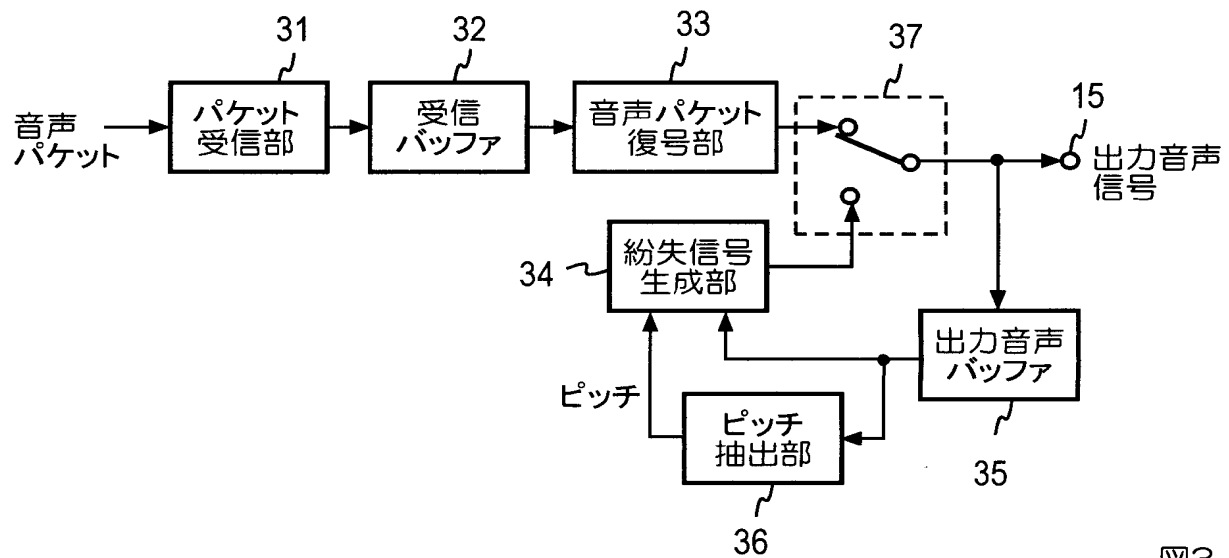 31
32
33
37
15
音声
パケット
パケット
受信部
受信
バッファ
音声パケット
復号部
出力音声
信号
34
紛失信号
生成部
出力音声
バッファ
ピッチ
ピッチ
抽出部
35
36